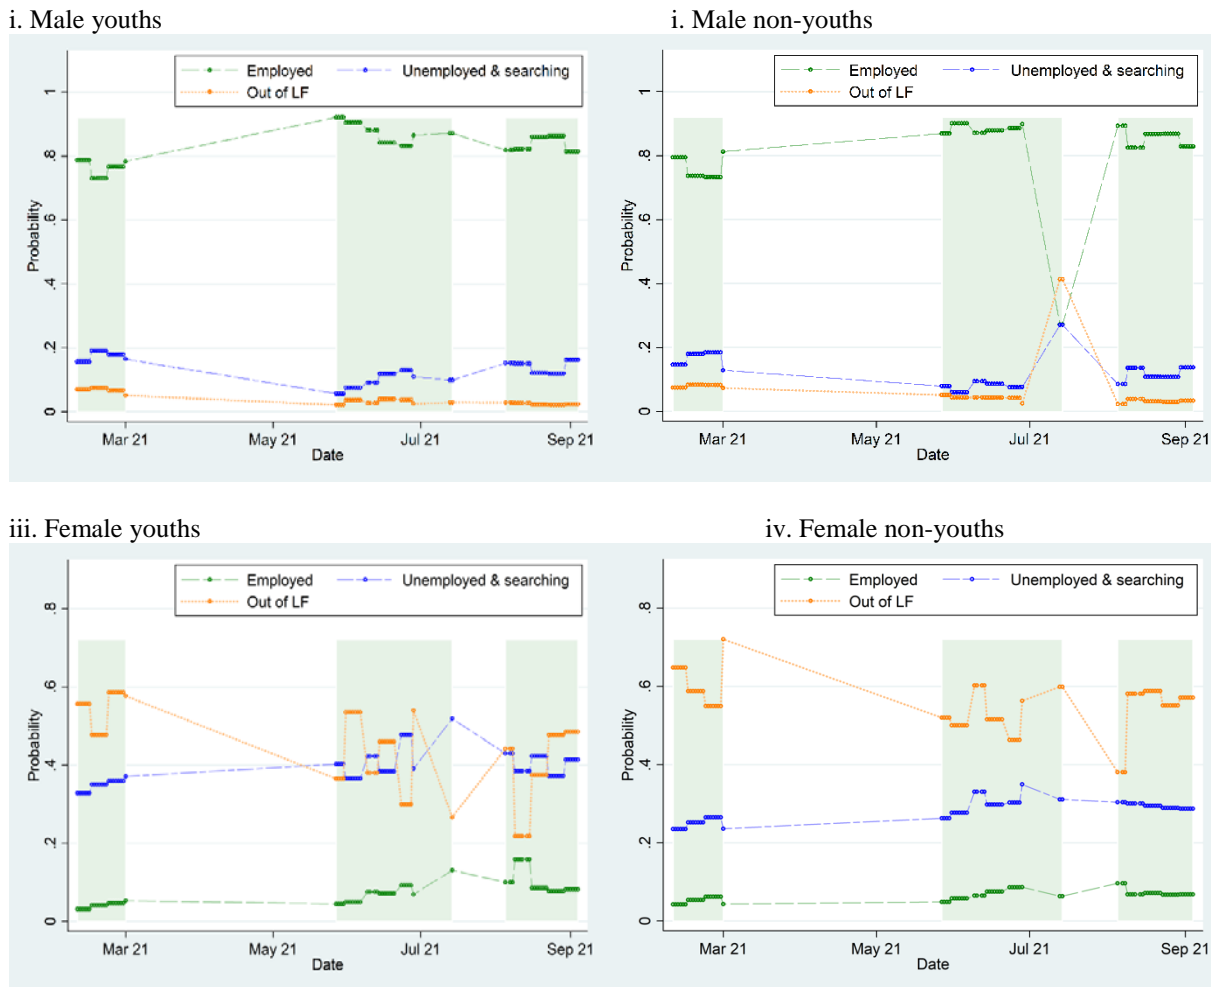 i. Male youths
i. Male non-youths
Employed
Unemployed & searching
Out of LF
Probability
1
.8
.6
.4
.2
0
Mar 21
May 21
Jul 21
Sep 21
Date
Employed
Unemployed & searching
Out of LF
Probability
1
.8
.6
.4
.2
0
Mar 21
May 21
Jul 21
Sep 21
Date
iii. Female youths
iv. Female non-youths
Employed
Unemployed & searching
Out of LF
Probability
.8
.6
.4
.2
0
Mar 21
May 21
Jul 21
Sep 21
Date
Employed
Unemployed & searching
Out of LF
Probability
.8
.6
.4
.2
0
Mar 21
May 21
Jul 21
Sep 21
Date